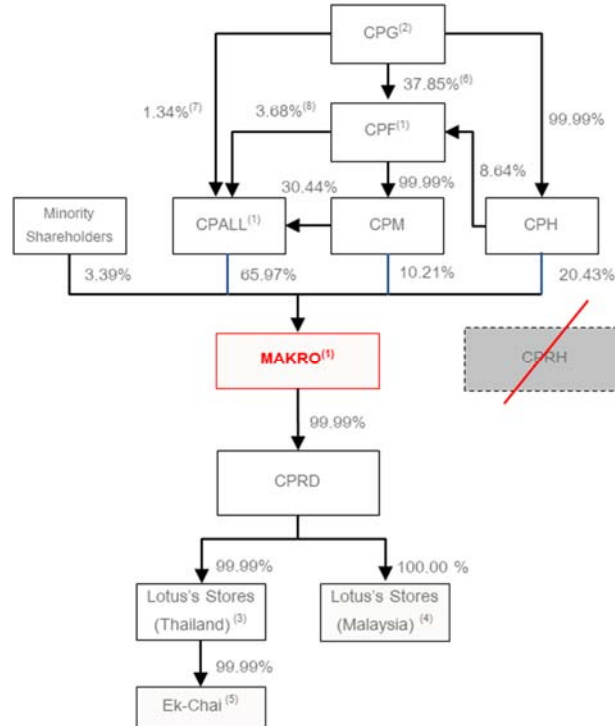 CPG(2)
37.85%(6)
1.34%(7)
3.68%(8)
99.99%
CPF(1)
8.64%
30.44%
99.99%
Minority
Shareholders
CPALL(1)
CPM
CPH
3.39%
65.97%
10.21%
20.43%
MAKRO(1)
CPRH
99.99%
CPRD
99.99%
100.00 %
Lotus's Stores
(Thailand) (3)
Lotus's Stores
(Malaysia) (4)
99.99%
Ek-Chai (5)